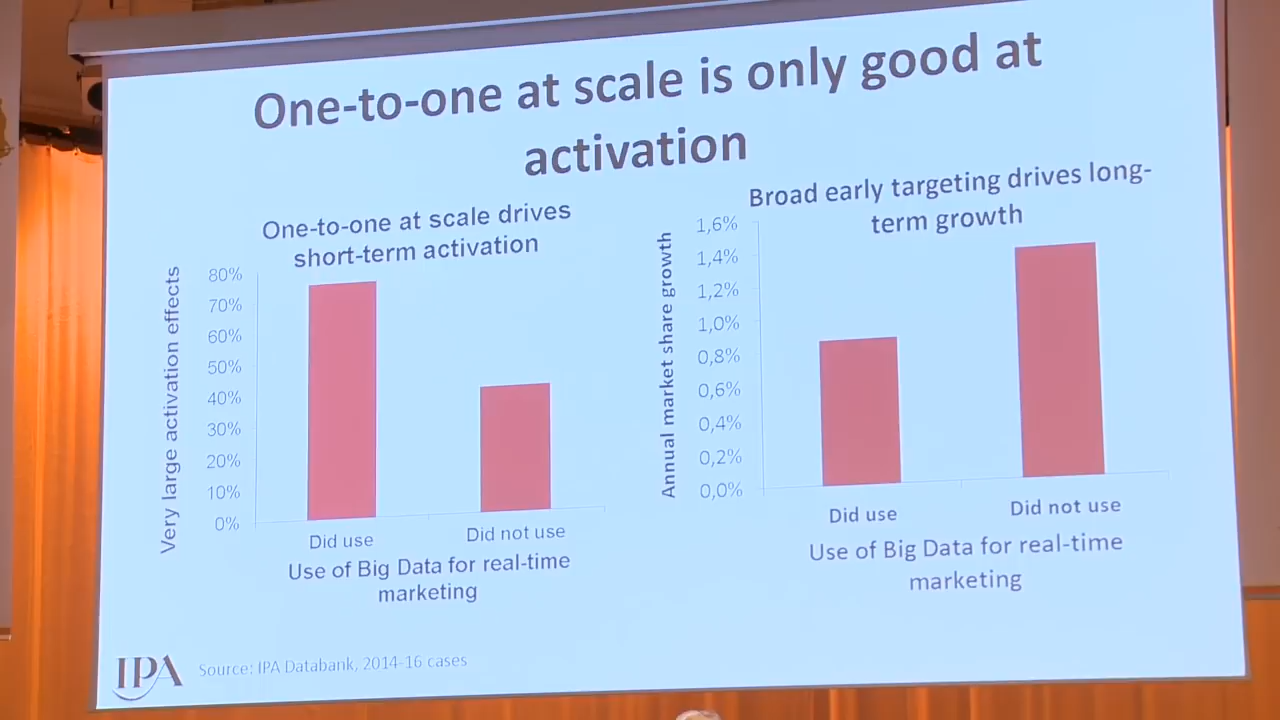 One-to-one at scale is only good at
activation
One-to-one at scale drives
short-term activation
Very large activation effects
80%
70%
60%
50%
40%
30%
20%
10%
0%
Did use
Did not use
Use of Big Data for real-time
marketing
Broad early targeting drives long-
term growth
Annual market share growth
1,6%
1,4%
1,2%
1,0%
0,8%
0,6%
0,4%
0,2%
0,0%
Did use
Did not use
Use of Big Data for real-time
marketing
IPA
Source: IPA Databank, 2014-16 cases